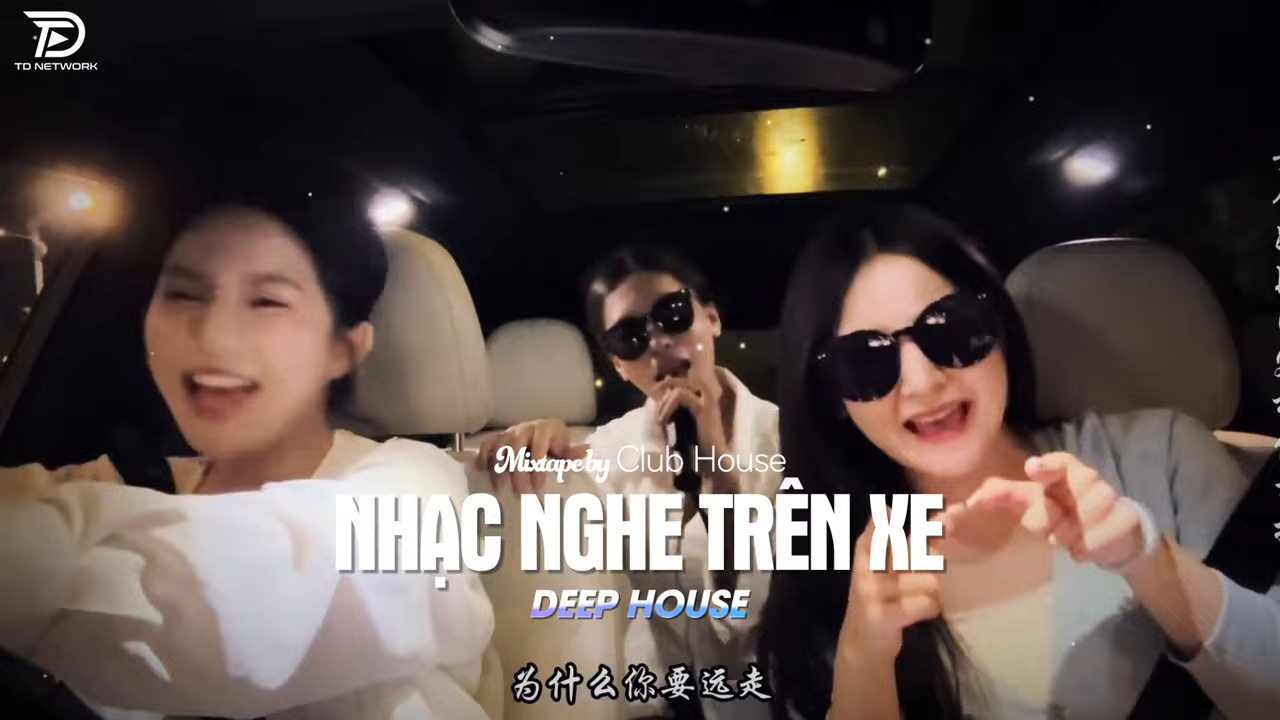 TD NETWORK
Mixtape by Club House
NHẠC NGHE TRÊN XE
DEEP HOUSE
为什么你要远走